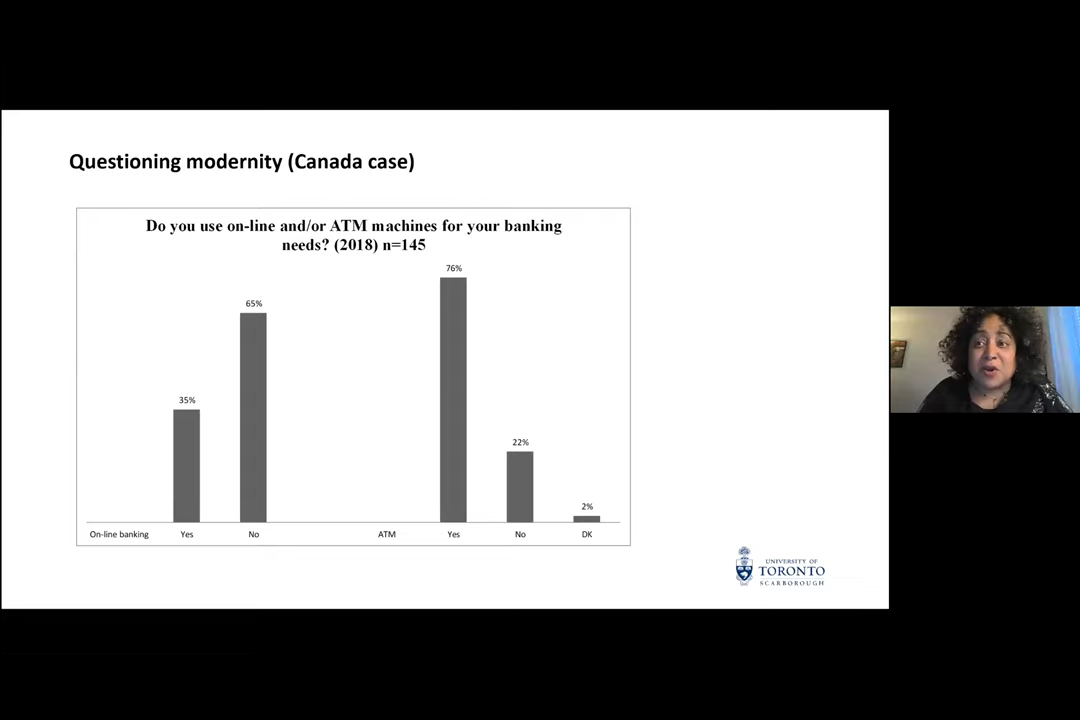 Questioning modernity (Canada case)
Do you use on-line and/or ATM machines for your banking
needs? (2018) n=145
76%
65%
35%
22%
2%
On-line banking Yes No ATM Yes No DK
UNIVERSITY OF
TORONTO
SCARBOROUGH